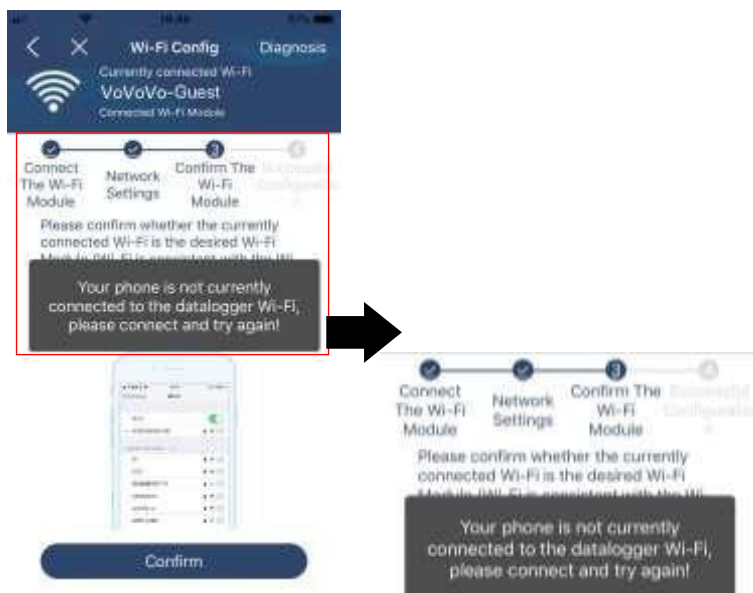 Wi-Fi Config
Diagnosis
Currently connected Wi-Fi
VoVoVo-Guest
Connected Wi-Fi Module
3
Connect
The Wi-Fi
Module
Network
Settings
Confirm The
Wi-Fi
Module
Please confirm whether the currently
connected Wi-Fi is the desired Wi-Fi
Your phone is not currently
connected to the datalogger Wi-Fi,
please connect and try again!
Confirm
3
Connect
The Wi-Fi
Module
Network
Settings
Confirm The
Wi-Fi
Module
Please confirm whether the currently
connected Wi-Fi is the desired Wi-Fi
Your phone is not currently
connected to the datalogger Wi-Fi,
please connect and try again!